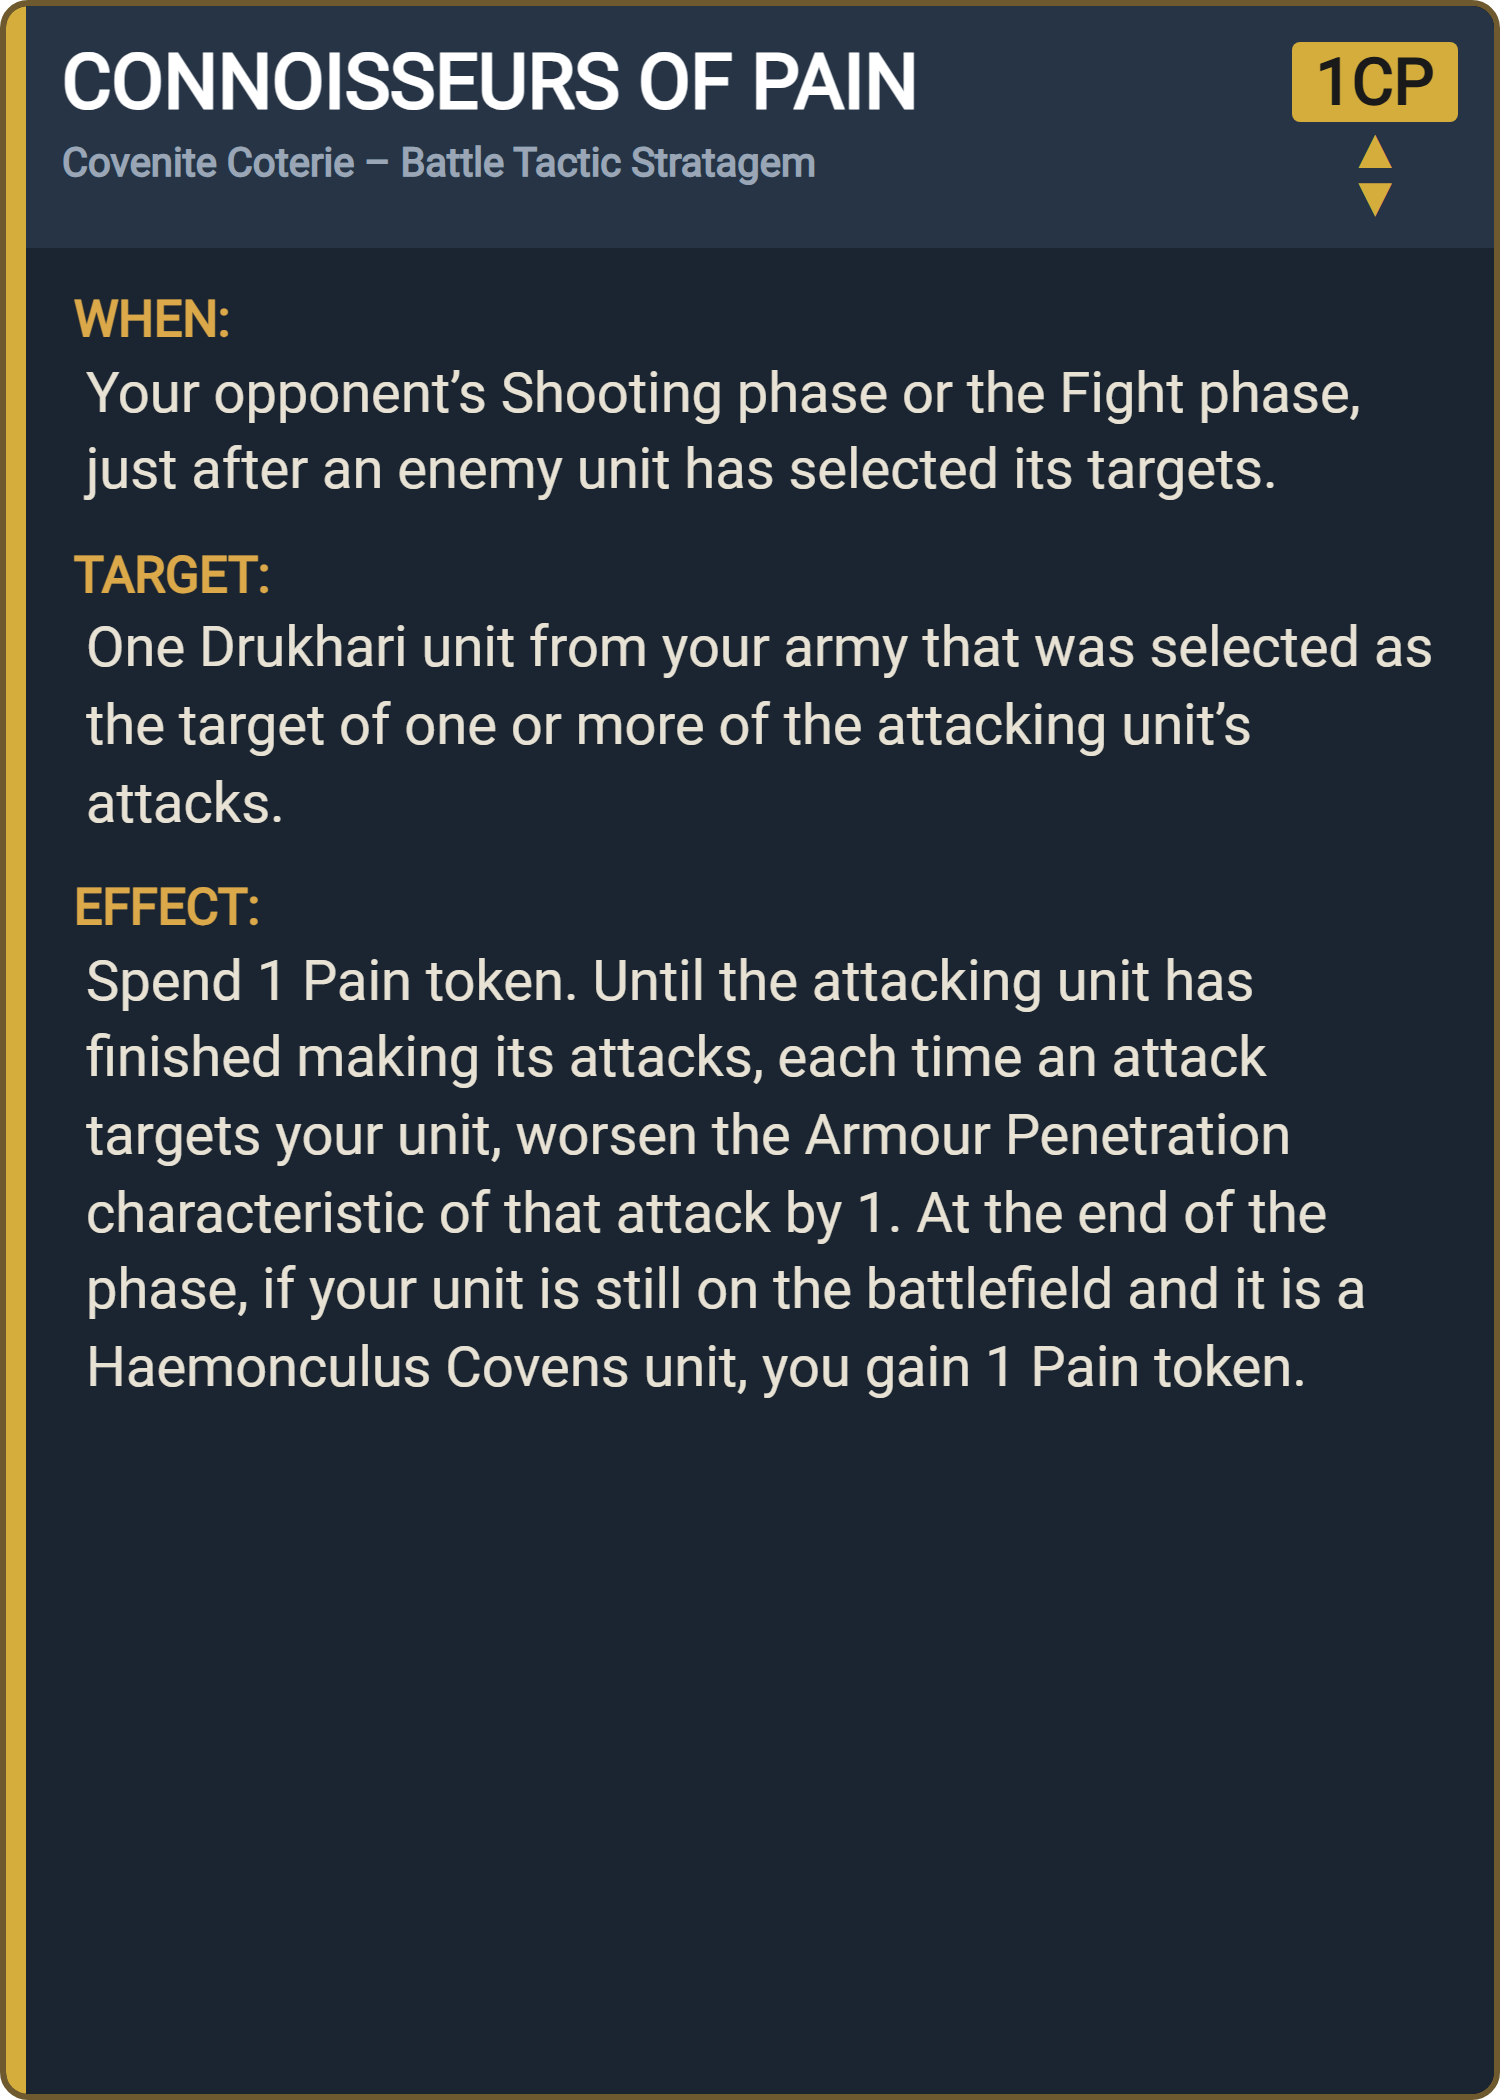 CONNOISSEURS OF PAIN
1CP
Covenite Coterie – Battle Tactic Stratagem
WHEN:
Your opponent’s Shooting phase or the Fight phase,
just after an enemy unit has selected its targets.
TARGET:
One Drukhari unit from your army that was selected as
the target of one or more of the attacking unit’s
attacks.
EFFECT:
Spend 1 Pain token. Until the attacking unit has
finished making its attacks, each time an attack
targets your unit, worsen the Armour Penetration
characteristic of that attack by 1. At the end of the
phase, if your unit is still on the battlefield and it is a
Haemonculus Covens unit, you gain 1 Pain token.